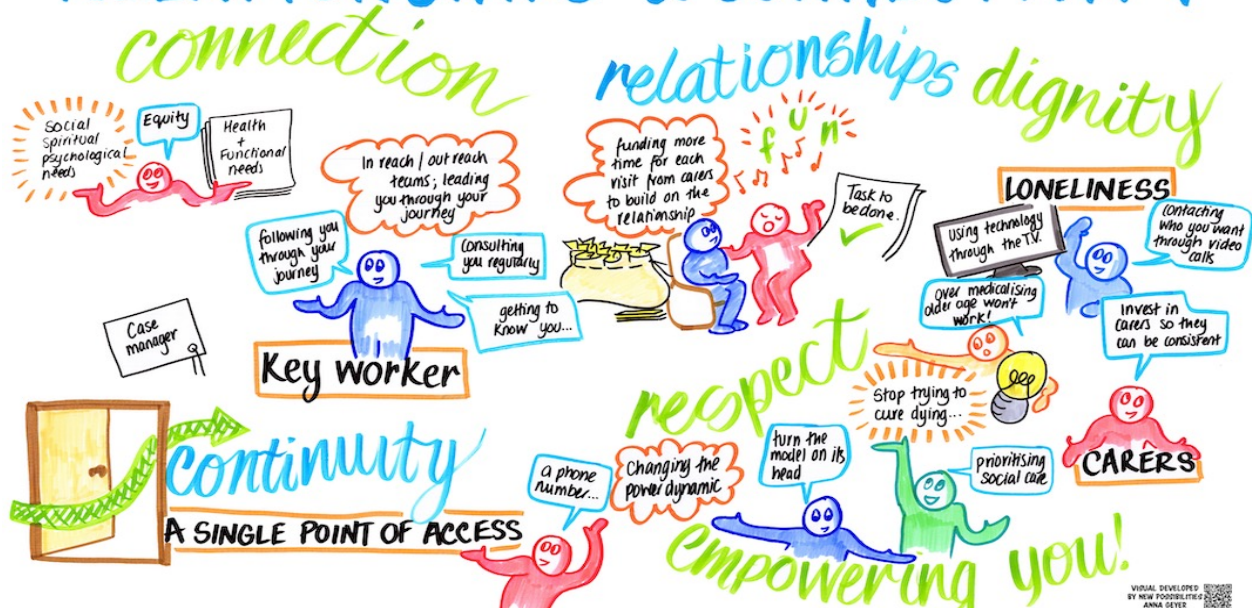 connection
relationships
dignity
Social
spiritual
psychological
needs
Equity
Health
+
Functional
needs
In reach / out reach
teams; leading
you through your
journey
following you
through your
journey
Consulting
you regularly
getting to
know you...
Case
manager
Key worker
funding more
time for each
visit from carers
to build on the
relationship
fun
Task to
be done.
LONELINESS
using technology
through the T.V.
Contacting
who you want
through video
calls
over medicalising
older age won't
work!
Invest in
carers so they
can be consistent
respect
Stop trying to
cure dying...
CARERS
continuity
A SINGLE POINT OF ACCESS
a phone
number...
Changing the
power dynamic
turn the
model on its
head
prioritising
social care
empowering you!
VISUAL DEVELOPED
BY NEW POSSIBILITIES
ANNA GEYER